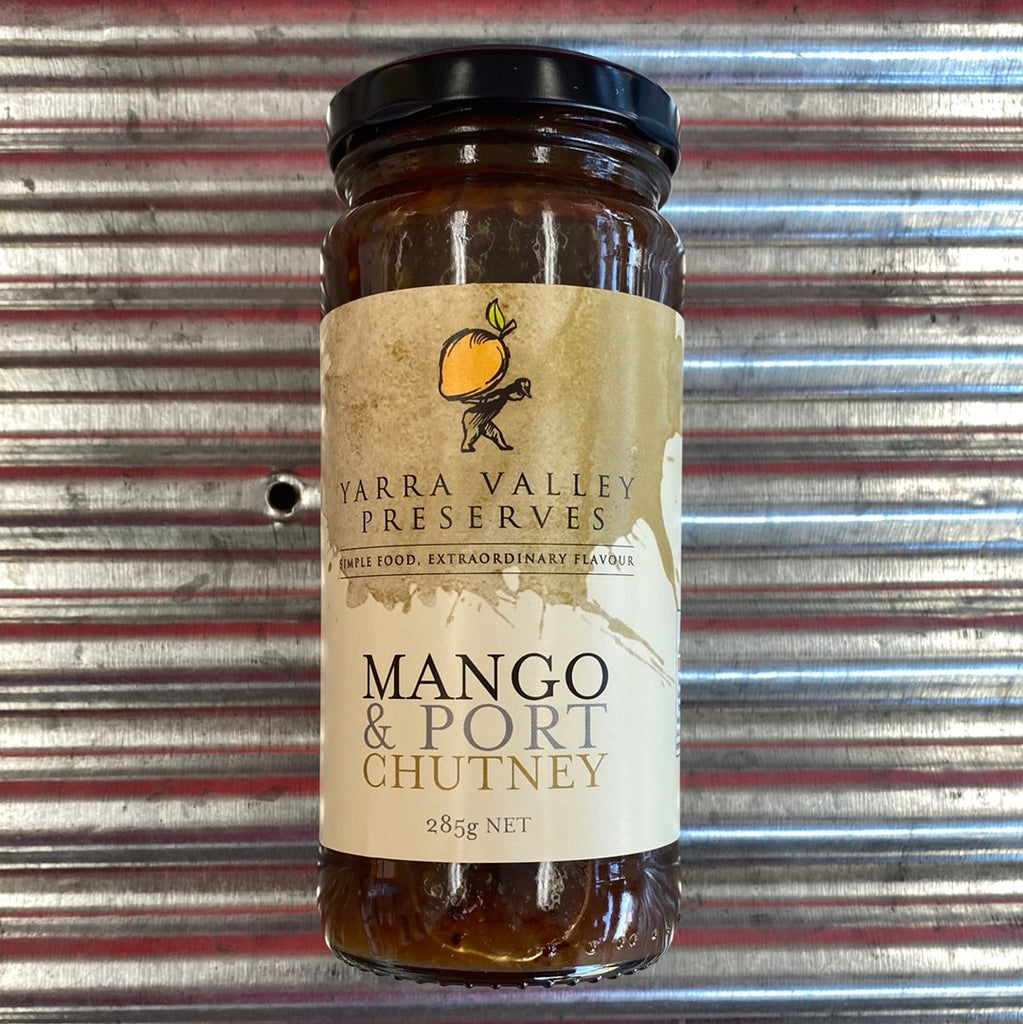 YARRA VALLEY
PRESERVES
SIMPLE FOOD, EXTRAORDINARY FLAVOUR
MANGO
& PORT
CHUTNEY
285g NET